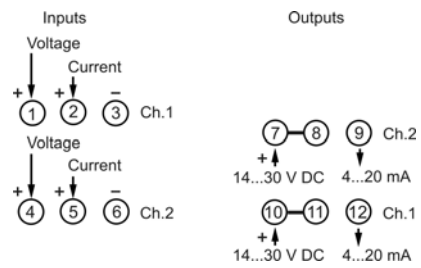 Inputs
Voltage
Current
+ + –
1 2 3 Ch.1
Voltage
Current
+ + –
4 5 6 Ch.2
Outputs
7 8 9 Ch.2
+
14...30 V DC 4...20 mA
10 11 12 Ch.1
+
14...30 V DC 4...20 mA